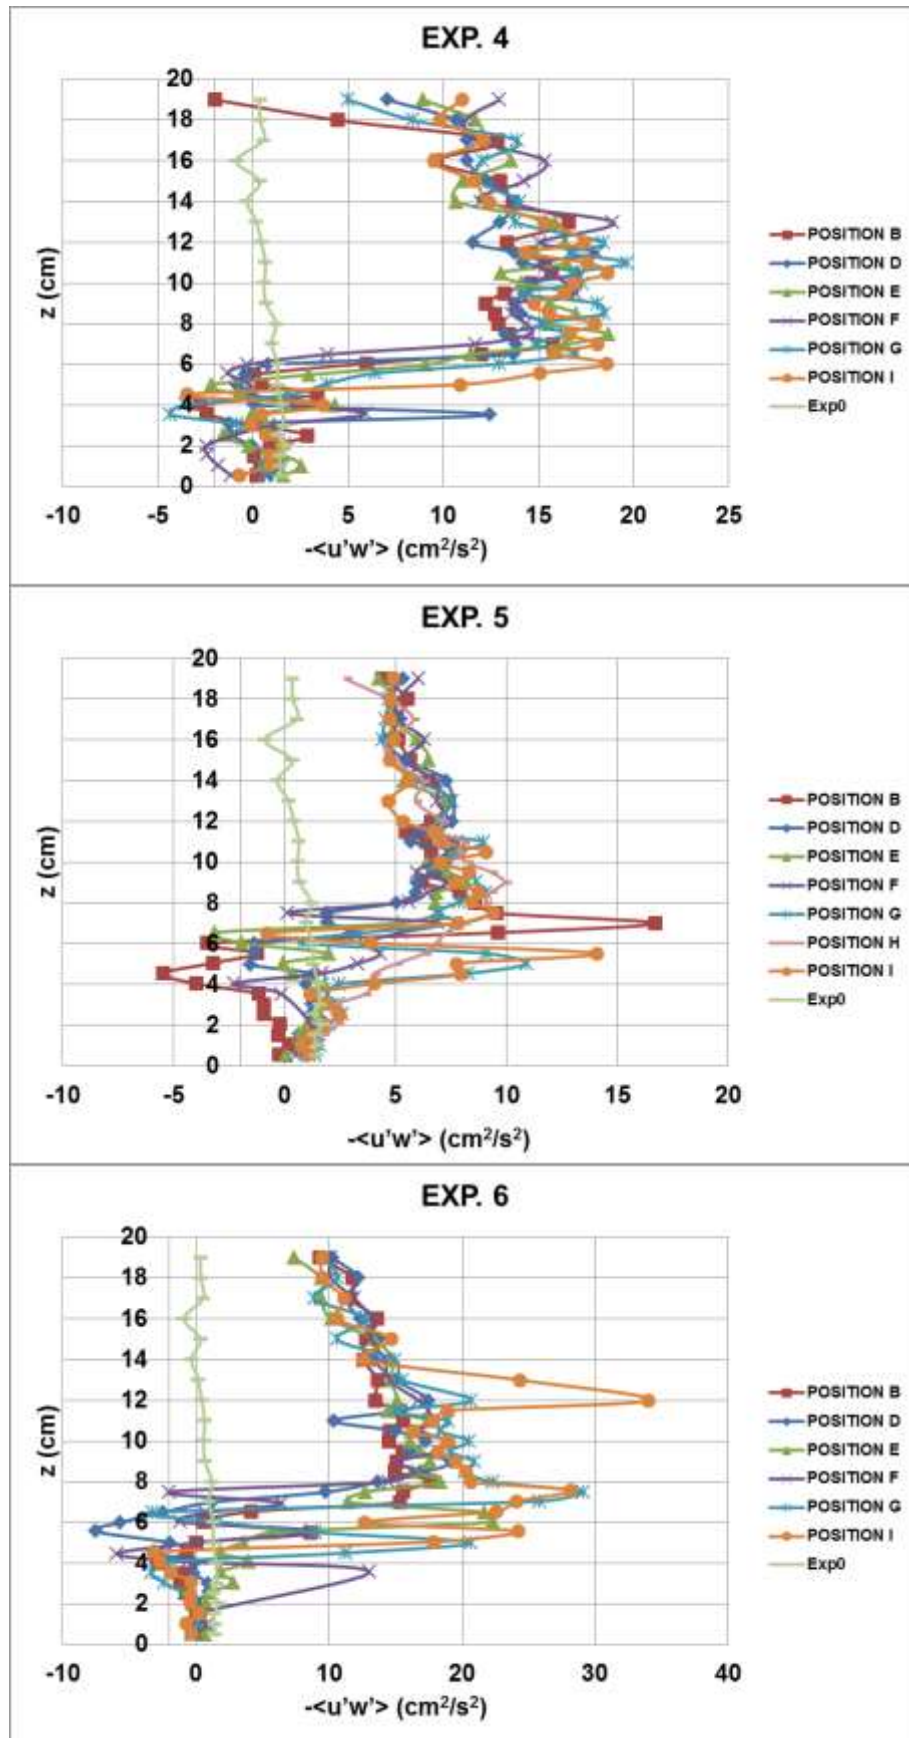 EXP. 4
20
18
16
14
12
10
8
6
4
2
0
z (cm)
-10 -5 0 5 10 15 20 25
-<u'w'> (cm²/s²)
POSITION B
POSITION D
POSITION E
POSITION F
POSITION G
POSITION I
Exp0
EXP. 5
20
18
16
14
12
10
8
6
4
2
0
z (cm)
-10 -5 0 5 10 15 20
-<u'w'> (cm²/s²)
POSITION B
POSITION D
POSITION E
POSITION F
POSITION G
POSITION H
POSITION I
Exp0
EXP. 6
20
18
16
14
12
10
8
6
4
2
0
z (cm)
-10 0 10 20 30 40
-<u'w'> (cm²/s²)
POSITION B
POSITION D
POSITION E
POSITION F
POSITION G
POSITION I
Exp0